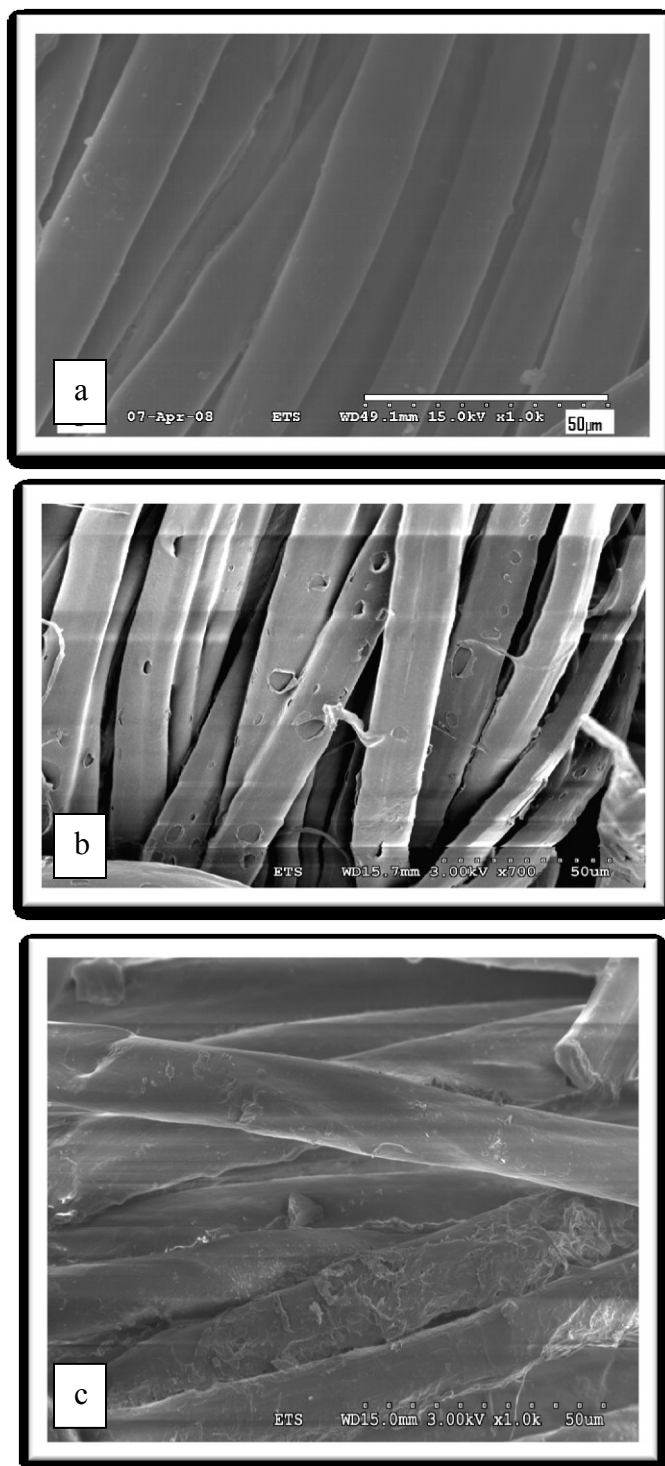 a
07-Apr-08 ETS WD49.1mm 15.0kV x1.0k 50µm
b
ETS WD15.7mm 3.00kV x700 50um
c
ETS WD15.0mm 3.00kV x1.0k 50um